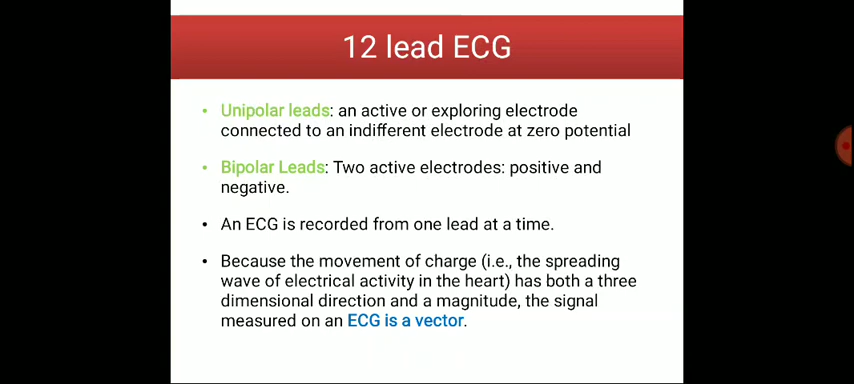 12 lead ECG
Unipolar leads: an active or exploring electrode
connected to an indifferent electrode at zero potential
Bipolar Leads: Two active electrodes: positive and
negative.
An ECG is recorded from one lead at a time.
Because the movement of charge (i.e., the spreading
wave of electrical activity in the heart) has both a three
dimensional direction and a magnitude, the signal
measured on an ECG is a vector.